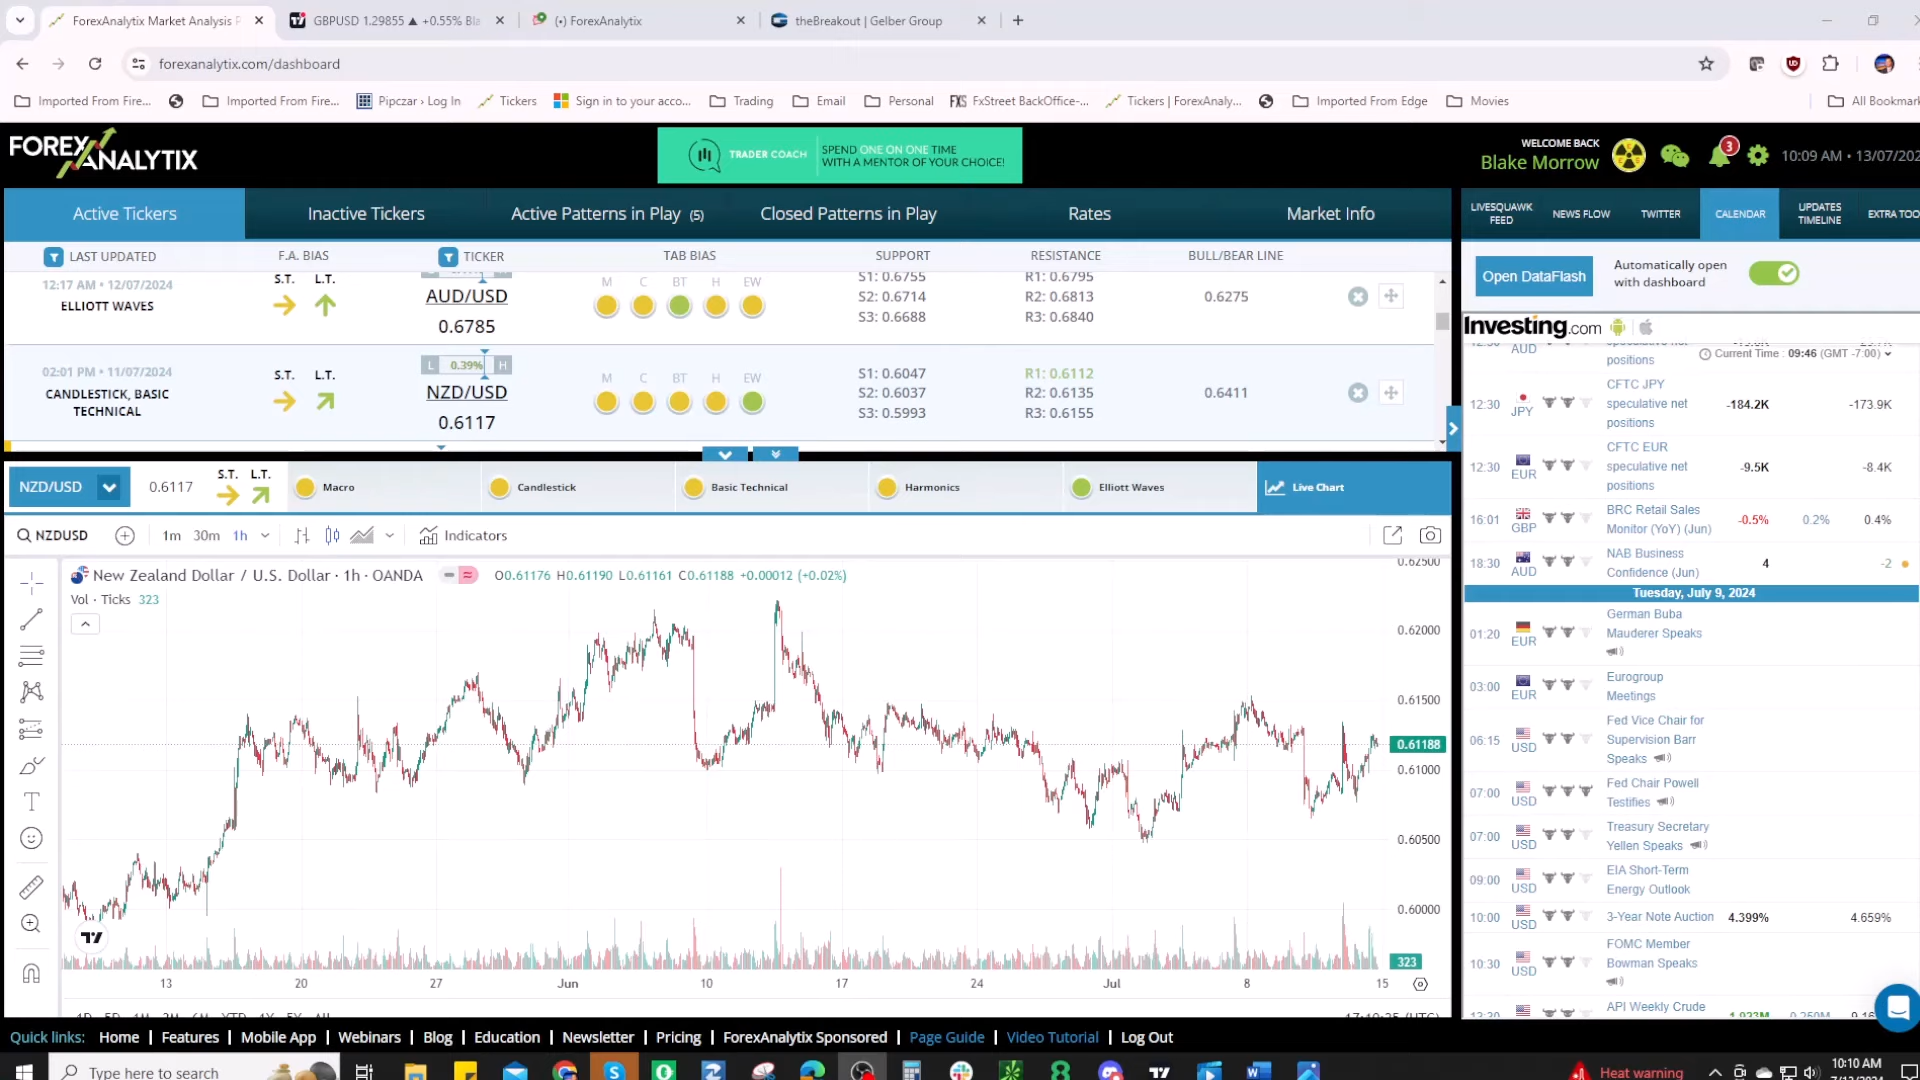 ForexAnalytix Market Analysis P
GBPUSD 1.29855 ▲ +0.55% Bla
(•) ForexAnalytix
theBreakout | Gelber Group
forexanalytix.com/dashboard
Imported From Fire...
Imported From Fire...
Pipczar › Log In
Tickers
Sign in to your acco...
Trading
Email
Personal
FXS FxStreet BackOffice-...
Tickers | ForexAnaly...
Imported From Edge
Movies
All Bookmark
FOREX ANALYTIX
TRADER COACH
SPEND ONE ON ONE TIME
WITH A MENTOR OF YOUR CHOICE!
WELCOME BACK
Blake Morrow
3
10:09 AM • 13/07/202
Active Tickers
Inactive Tickers
Active Patterns in Play (5)
Closed Patterns in Play
Rates
Market Info
LAST UPDATED
F.A. BIAS
TICKER
TAB BIAS
SUPPORT
RESISTANCE
BULL/BEAR LINE
12:17 AM • 12/07/2024
ELLIOTT WAVES
S.T. L.T.
AUD/USD
0.6785
M C BT H EW
S1: 0.6755
S2: 0.6714
S3: 0.6688
R1: 0.6795
R2: 0.6813
R3: 0.6840
0.6275
02:01 PM • 11/07/2024
CANDLESTICK, BASIC
TECHNICAL
S.T. L.T.
L 0.39% H
NZD/USD
0.6117
M C BT H EW
S1: 0.6047
S2: 0.6037
S3: 0.5993
R1: 0.6112
R2: 0.6135
R3: 0.6155
0.6411
NZD/USD
0.6117
S.T. L.T.
Macro
Candlestick
Basic Technical
Harmonics
Elliott Waves
Live Chart
NZDUSD
1m 30m 1h
Indicators
New Zealand Dollar / U.S. Dollar · 1h · OANDA
O0.61176 H0.61190 L0.61161 C0.61188 +0.00012 (+0.02%)
Vol · Ticks 323
0.62500
0.62000
0.61500
0.61188
0.61000
0.60500
0.60000
323
13
20
27
Jun
10
17
24
Jul
8
15
LIVESQUAWK
FEED
NEWS FLOW
TWITTER
CALENDAR
UPDATES
TIMELINE
EXTRA TOO
Open DataFlash
Automatically open
with dashboard
Investing.com
Current Time : 09:46 (GMT -7:00)
AUD
positions
12:30 JPY
CFTC JPY
speculative net
positions
-184.2K
-173.9K
12:30 EUR
CFTC EUR
speculative net
positions
-9.5K
-8.4K
16:01 GBP
BRC Retail Sales
Monitor (YoY) (Jun)
-0.5%
0.2%
0.4%
18:30 AUD
NAB Business
Confidence (Jun)
4
-2
Tuesday, July 9, 2024
01:20 EUR
German Buba
Mauderer Speaks
03:00 EUR
Eurogroup
Meetings
06:15 USD
Fed Vice Chair for
Supervision Barr
Speaks
07:00 USD
Fed Chair Powell
Testifies
07:00 USD
Treasury Secretary
Yellen Speaks
09:00 USD
EIA Short-Term
Energy Outlook
10:00 USD
3-Year Note Auction
4.399%
4.659%
10:30 USD
FOMC Member
Bowman Speaks
API Weekly Crude
Quick links: Home | Features | Mobile App | Webinars | Blog | Education | Newsletter | Pricing | ForexAnalytix Sponsored | Page Guide | Video Tutorial | Log Out
Type here to search
Heat warning
10:10 AM